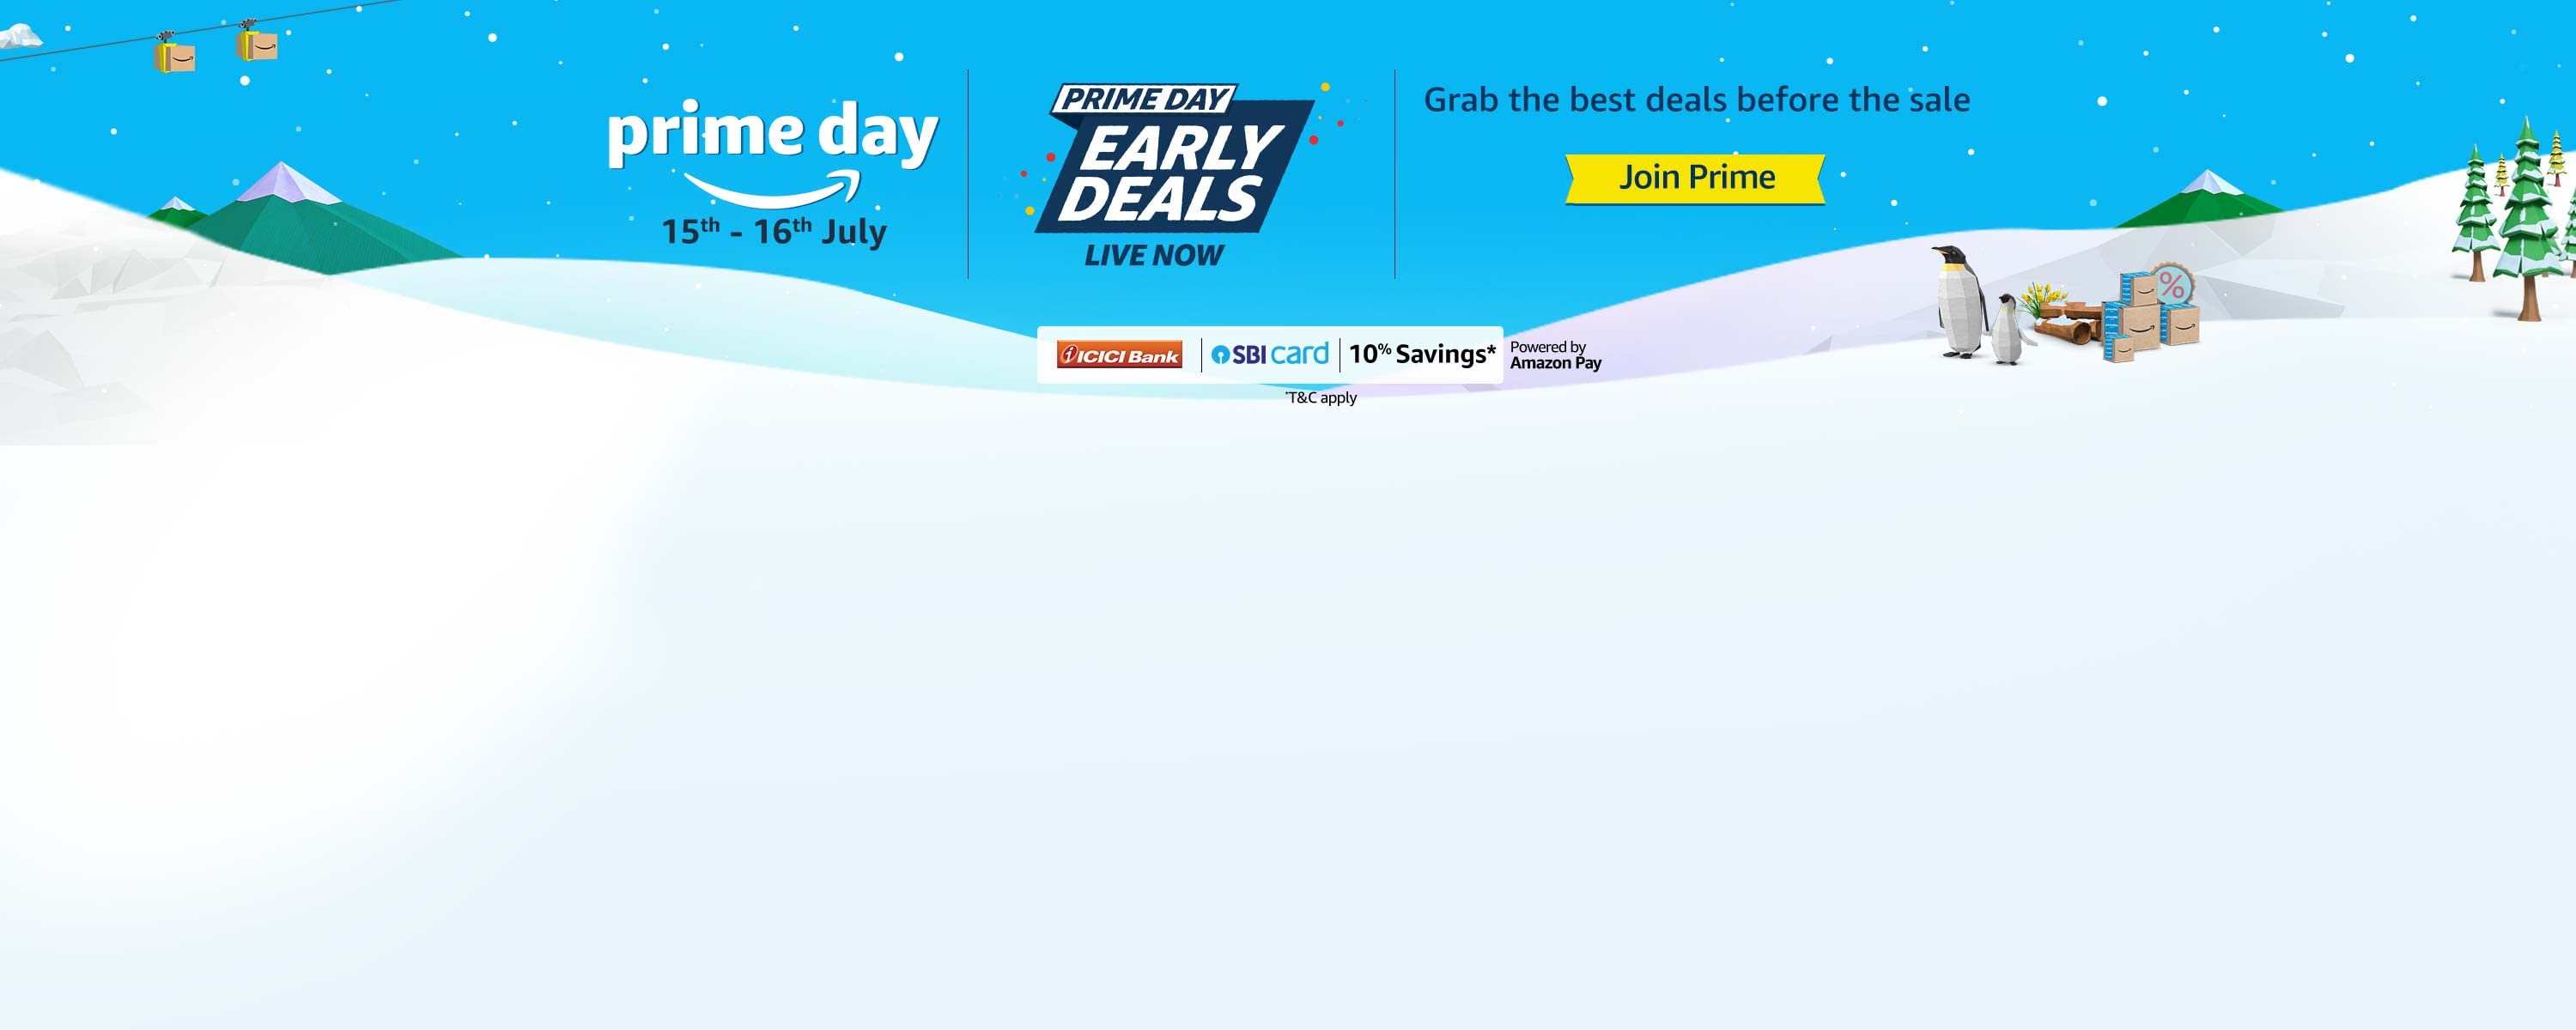 prime day
15th - 16th July
PRIME DAY
EARLY
DEALS
LIVE NOW
Grab the best deals before the sale
Join Prime
ICICI Bank
SBI card
10% Savings*
Powered by
Amazon Pay
*T&C apply
%